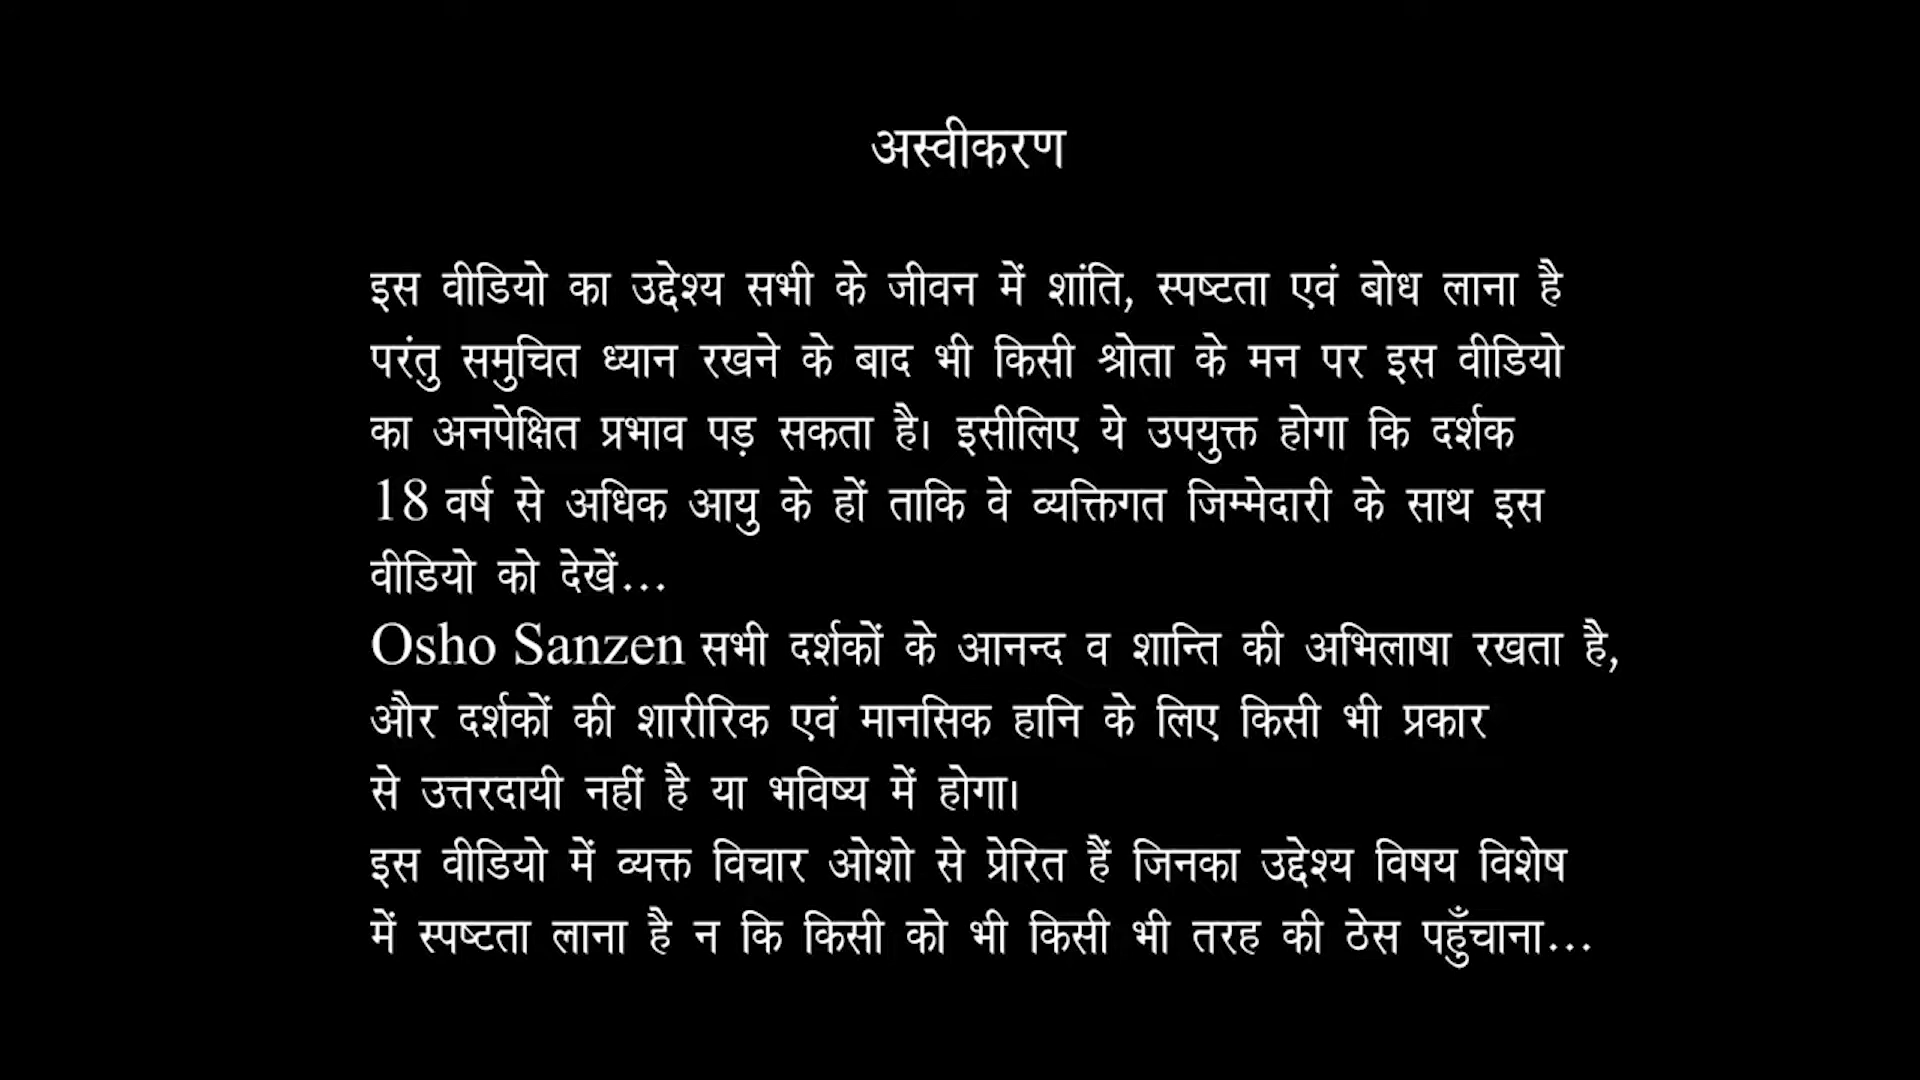 अस्वीकरण
इस वीडियो का उद्देश्य सभी के जीवन में शांति, स्पष्टता एवं बोध लाना है
परंतु समुचित ध्यान रखने के बाद भी किसी श्रोता के मन पर इस वीडियो
का अनपेक्षित प्रभाव पड़ सकता है। इसीलिए ये उपयुक्त होगा कि दर्शक
18 वर्ष से अधिक आयु के हों ताकि वे व्यक्तिगत जिम्मेदारी के साथ इस
वीडियो को देखें...
Osho Sanzen सभी दर्शकों के आनन्द व शान्ति की अभिलाषा रखता है,
और दर्शकों की शारीरिक एवं मानसिक हानि के लिए किसी भी प्रकार
से उत्तरदायी नहीं है या भविष्य में होगा।
इस वीडियो में व्यक्त विचार ओशो से प्रेरित हैं जिनका उद्देश्य विषय विशेष
में स्पष्टता लाना है न कि किसी को भी किसी भी तरह की ठेस पहुँचाना...